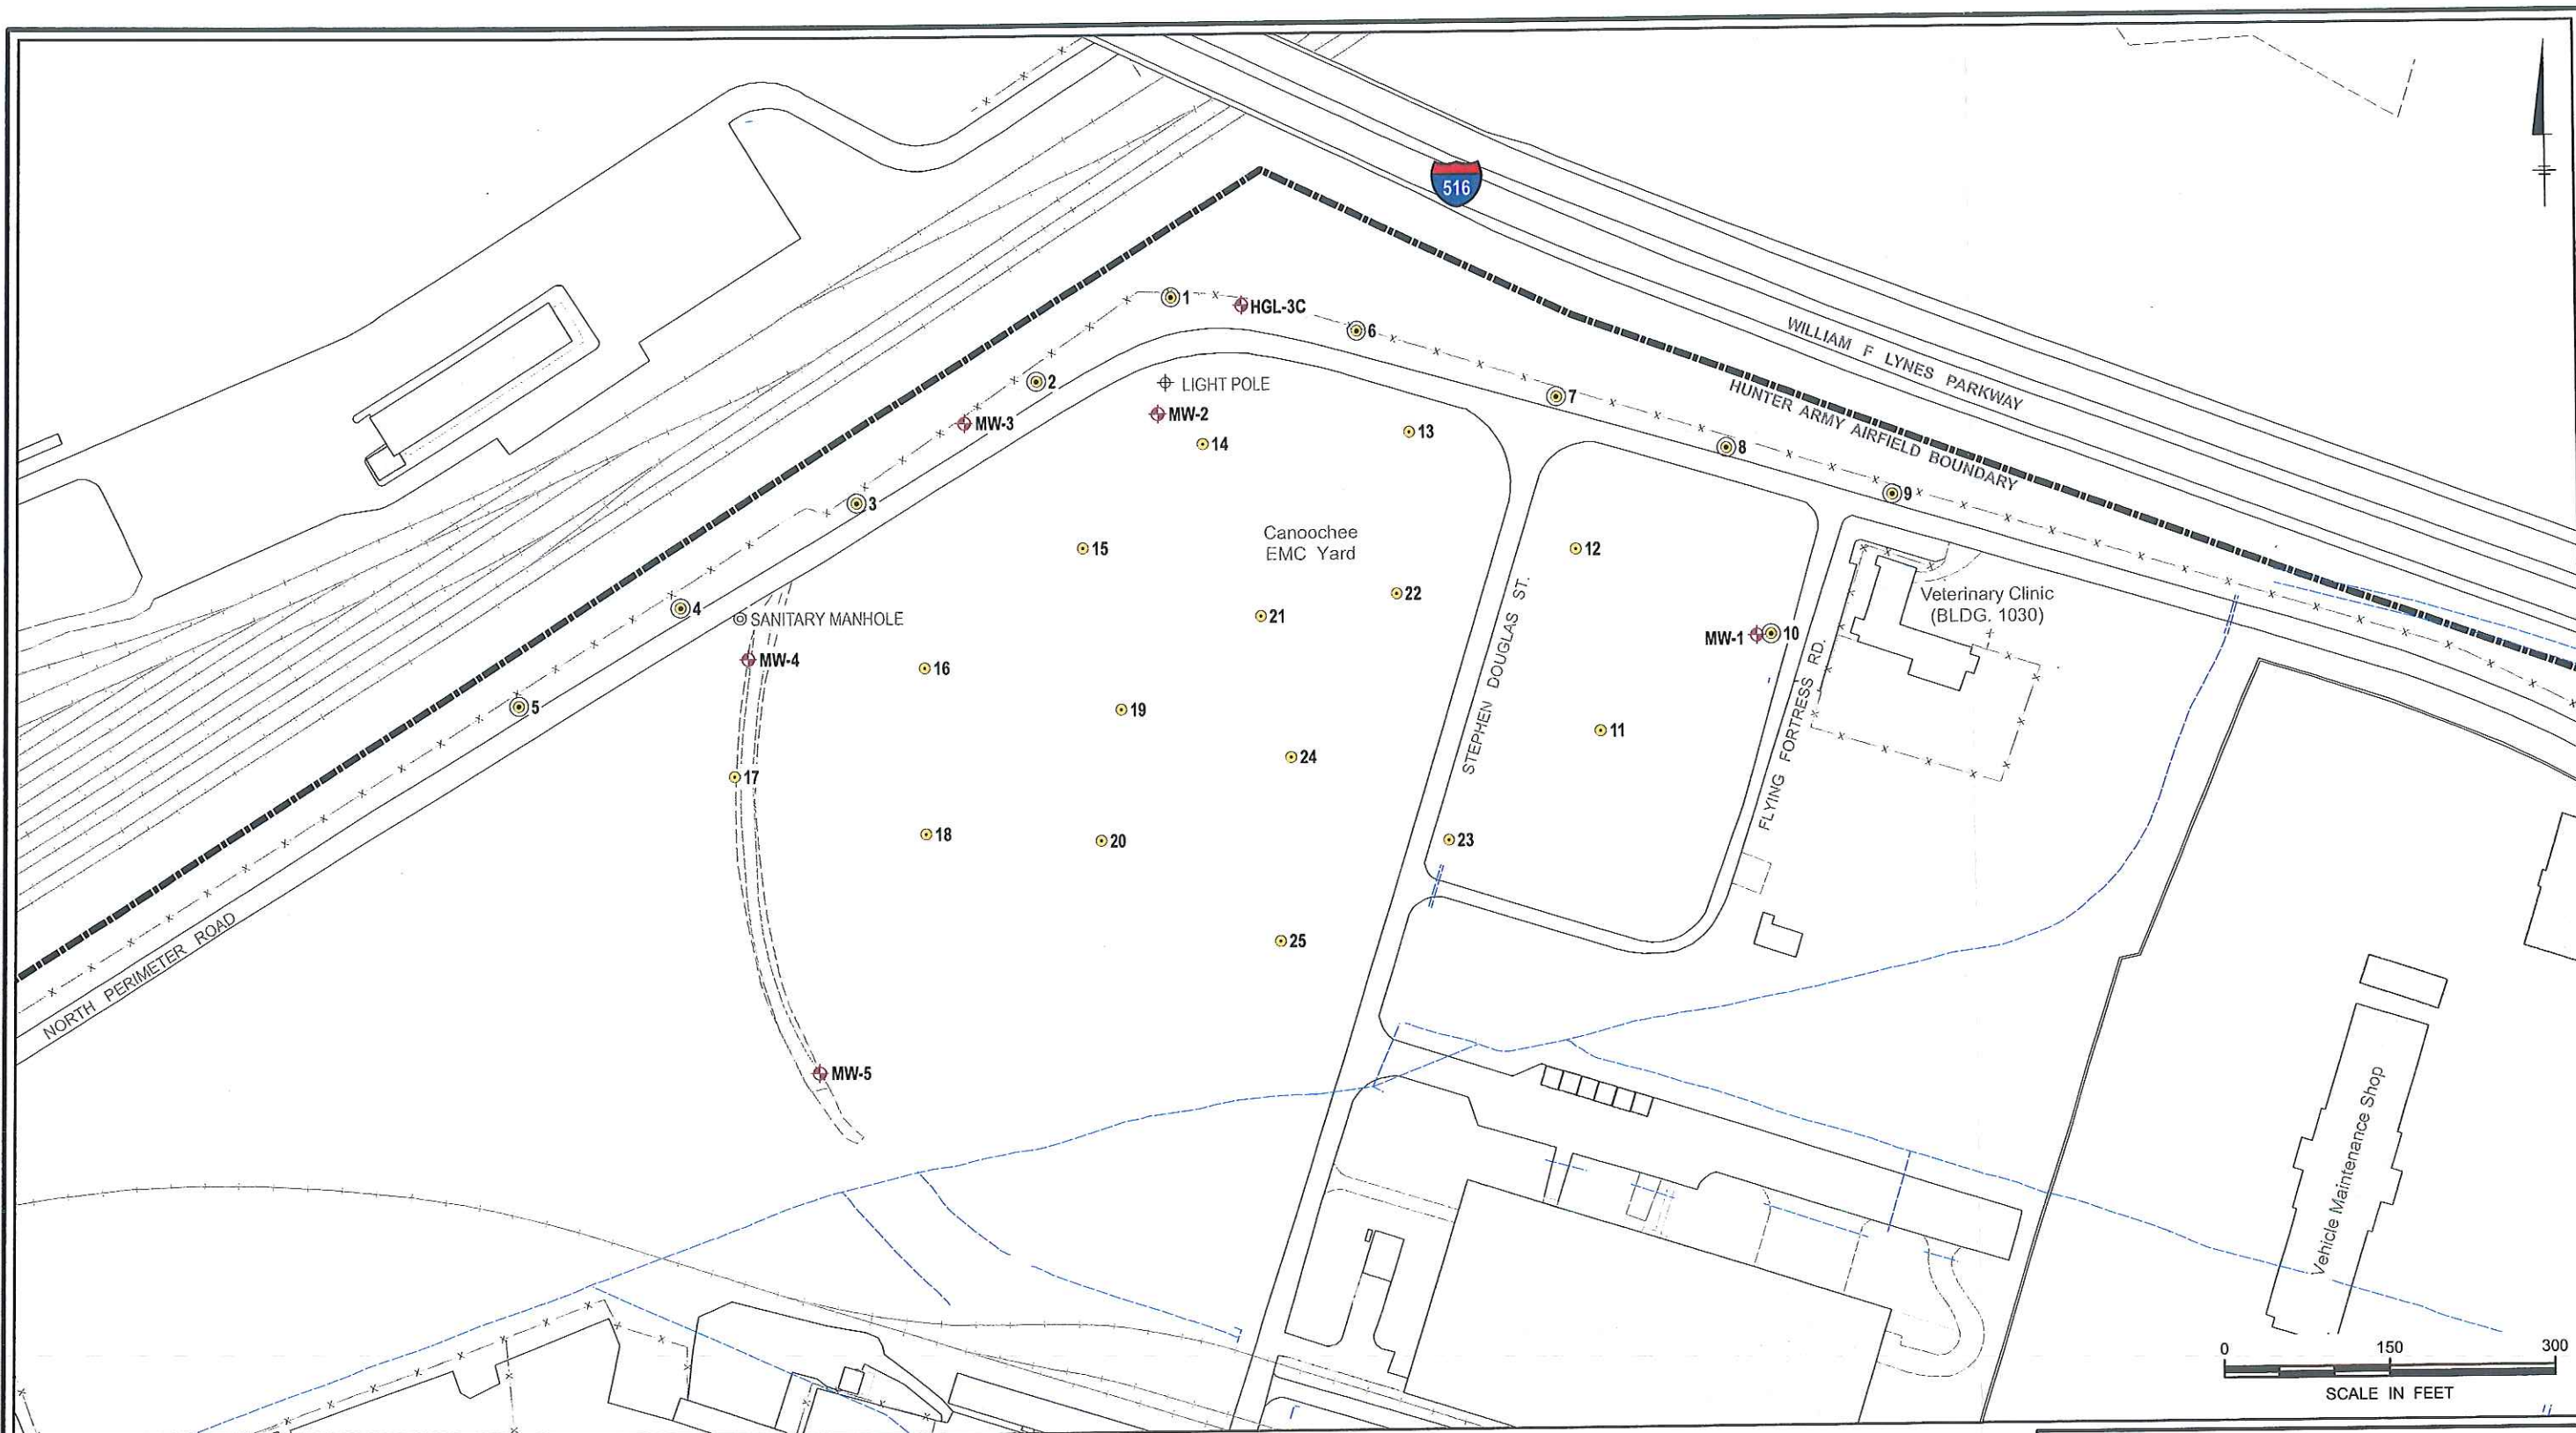 516
WILLIAM F LYNES PARKWAY
HUNTER ARMY AIRFIELD BOUNDARY
1
HGL-3C
6
2
LIGHT POLE
MW-3
MW-2
14
13
7
8
9
3
15
Canoochee
EMC Yard
12
22
21
4
SANITARY MANHOLE
MW-4
16
STEPHEN DOUGLAS ST.
MW-1
10
Veterinary Clinic
(BLDG. 1030)
5
19
11
FLYING FORTRESS RD.
24
17
18
20
23
25
NORTH PERIMETER ROAD
MW-5
Vehicle Maintenance Shop
0 150 300
SCALE IN FEET